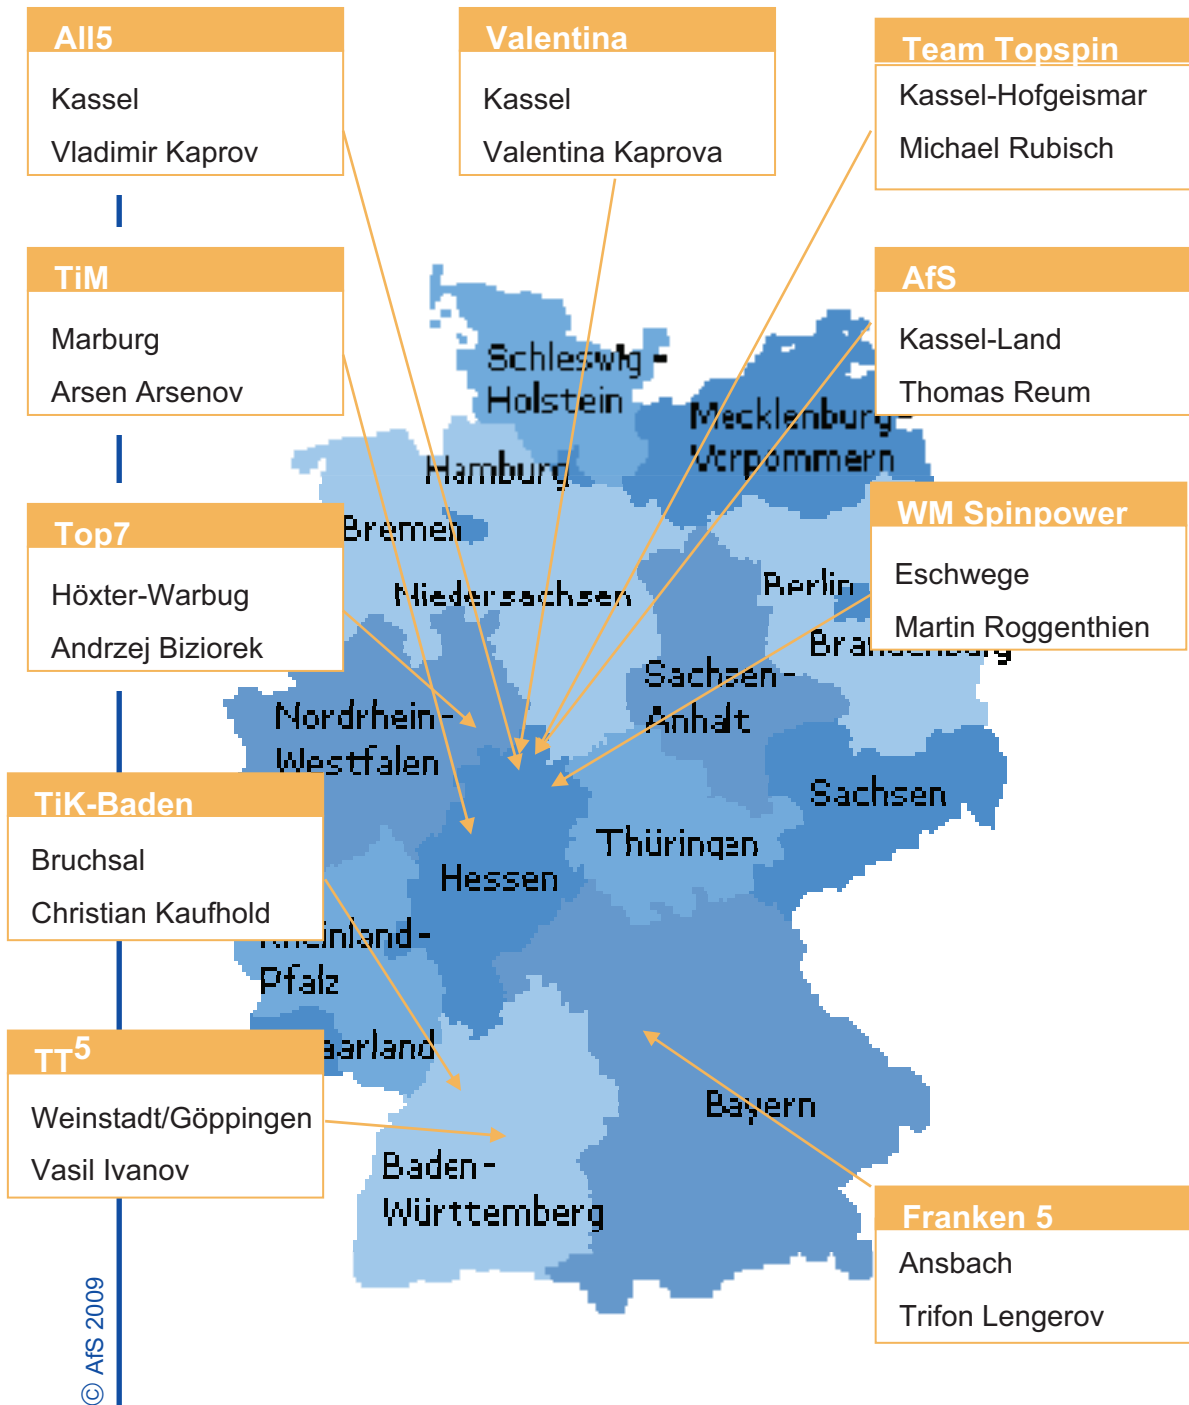 All5
Kassel
Vladimir Kaprov
Valentina
Kassel
Valentina Kaprova
Team Topspin
Kassel-Hofgeismar
Michael Rubisch
TiM
Marburg
Arsen Arsenov
AfS
Kassel-Land
Thomas Reum
Top7
Höxter-Warbug
Andrzej Biziorek
WM Spinpower
Eschwege
Martin Roggenthien
TiK-Baden
Bruchsal
Christian Kaufhold
TT5
Weinstadt/Göppingen
Vasil Ivanov
Franken 5
Ansbach
Trifon Lengerov
Schleswig-
Holstein
Mecklenburg-
Vorpommern
Hamburg
Bremen
Niedersachsen
Berlin
Brandenburg
Sachsen-
Anhalt
Nordrhein-
Westfalen
Sachsen
Thüringen
Hessen
Rheinland-
Pfalz
aarland
Bayern
Baden-
Württemberg
© AfS 2009